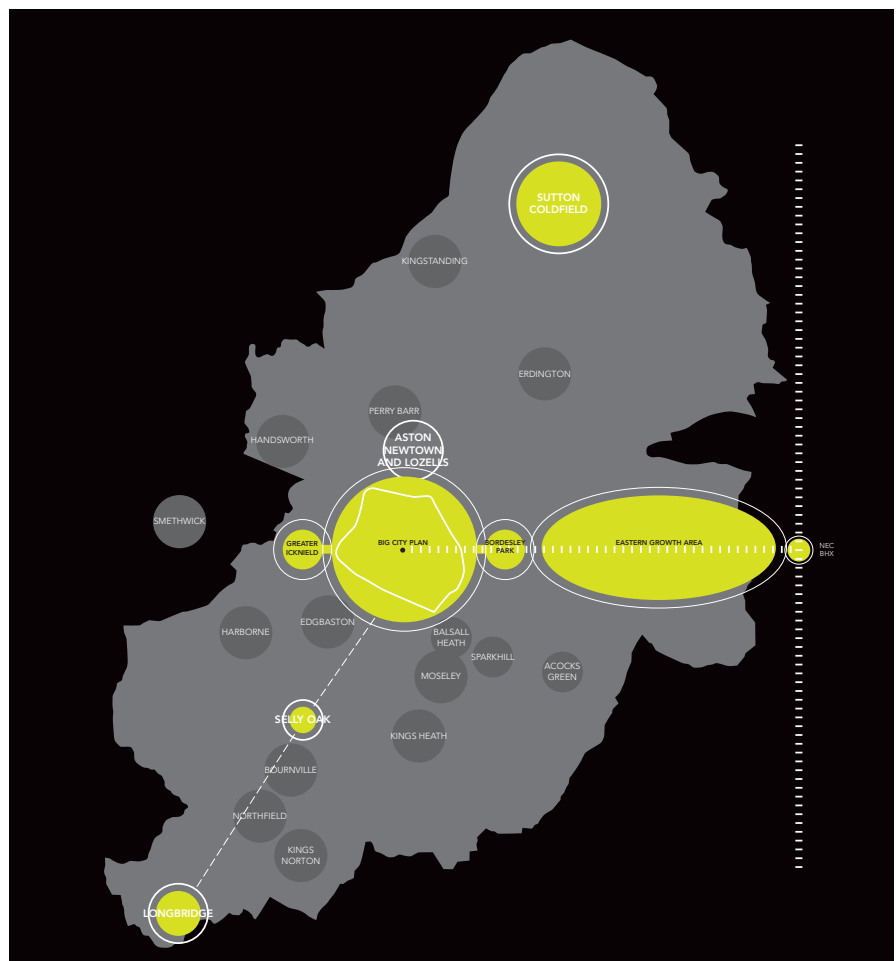 SUTTON
COLDFIELD
KINGSTANDING
ERDINGTON
PERRY BARR
HANDSWORTH
ASTON
NEWTOWN
AND LOZELLS
SMETHWICK
GREATER
ICKNIELD
BIG CITY PLAN
BORDESLEY
PARK
EASTERN GROWTH AREA
NEC
BHX
HARBORNE
EDGBASTON
BALSALL
HEATH
SPARKHILL
MOSELEY
ACOCKS
GREEN
SELLY OAK
KINGS HEATH
BOURNVILLE
NORTHFIELD
KINGS
NORTON
LONGBRIDGE